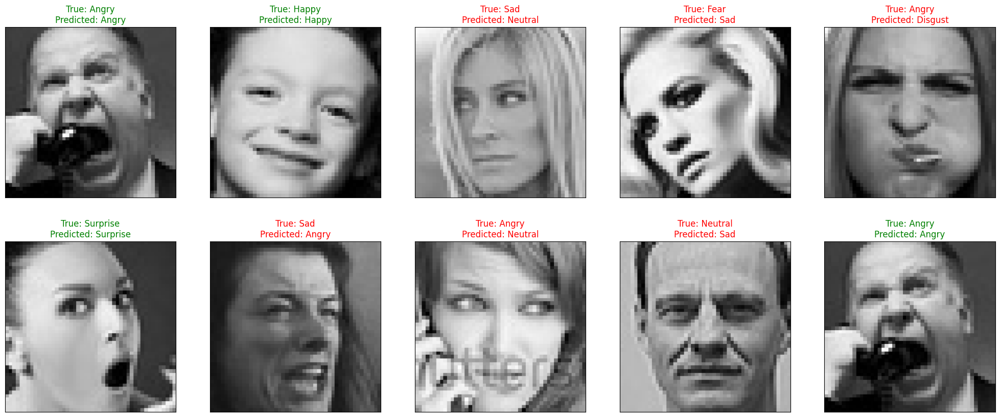 True: Angry
Predicted: Angry
True: Happy
Predicted: Happy
True: Sad
Predicted: Neutral
True: Fear
Predicted: Sad
True: Angry
Predicted: Disgust
True: Surprise
Predicted: Surprise
True: Sad
Predicted: Angry
True: Angry
Predicted: Neutral
True: Neutral
Predicted: Sad
True: Angry
Predicted: Angry